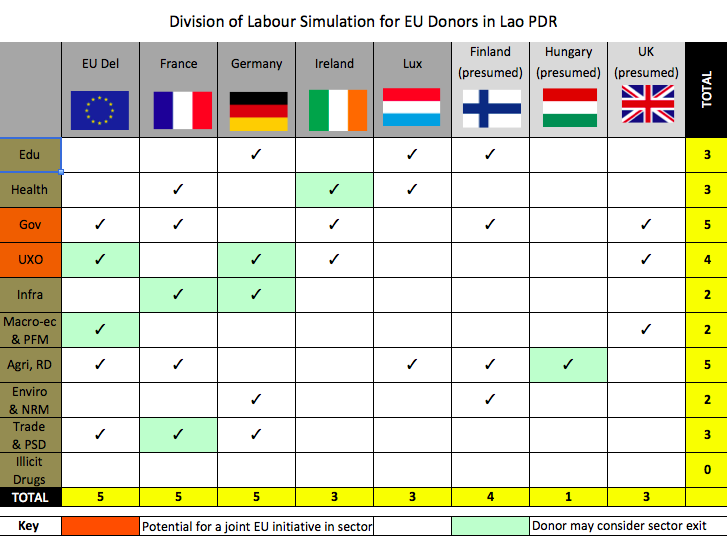 Division of Labour Simulation for EU Donors in Lao PDR
EU Del France Germany Ireland Lux Finland (presumed) Hungary (presumed) UK (presumed) TOTAL
Edu ✓ ✓ ✓ 3
Health ✓ ✓ ✓ 3
Gov ✓ ✓ ✓ ✓ ✓ 5
UXO ✓ ✓ ✓ ✓ 4
Infra ✓ ✓ 2
Macro-ec & PFM ✓ ✓ 2
Agri, RD ✓ ✓ ✓ ✓ ✓ 5
Enviro & NRM ✓ ✓ 2
Trade & PSD ✓ ✓ ✓ 3
Illicit Drugs 0
TOTAL 5 5 5 3 3 4 1 3
Key Potential for a joint EU initiative in sector Donor may consider sector exit